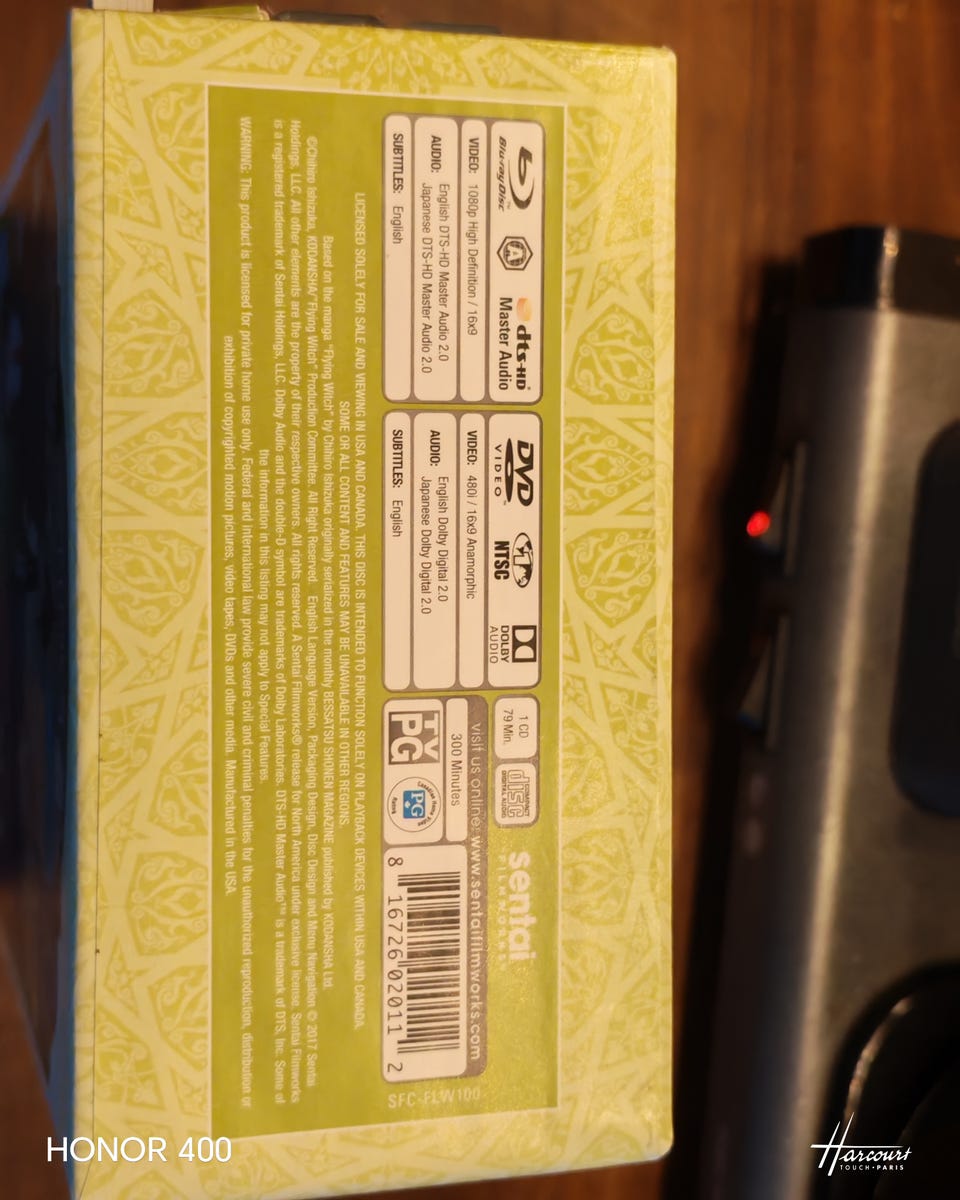 Blu-ray Disc™
A
dts-HD®
Master Audio
VIDEO: 1080p High Definition / 16x9
AUDIO: English DTS-HD Master Audio 2.0
Japanese DTS-HD Master Audio 2.0
SUBTITLES: English
DVD
VIDEO™
NTSC
DOLBY
AUDIO
VIDEO: 480i / 16x9 Anamorphic
AUDIO: English Dolby Digital 2.0
Japanese Dolby Digital 2.0
SUBTITLES: English
1 CD
79 Min.
COMPACT
disc
DIGITAL AUDIO
sentai
FILMWORKS
visit us online: www.sentaifilmworks.com
300 Minutes
TV
PG
PG
8 16726 02011 2
SFC-FLW100
LICENSED SOLELY FOR SALE AND VIEWING IN USA AND CANADA. THIS DISC IS INTENDED TO FUNCTION SOLELY ON PLAYBACK DEVICES WITHIN USA AND CANADA.
SOME OR ALL CONTENT AND FEATURES MAY BE UNAVAILABLE IN OTHER REGIONS.
Based on the manga "Flying Witch" by Chihiro Ishizuka originally serialized in the monthly BESSATSU SHONEN MAGAZINE published by KODANSHA Ltd.
©Chihiro Ishizuka, KODANSHA/"Flying Witch" Production Committee. All Right Reserved. English Language Version, Packaging Design, Disc Design and Menu Navigation © 2017 Sentai
Holdings, LLC. All other elements are the property of their respective owners. All rights reserved. A Sentai Filmworks® release for North America under exclusive license. Sentai Filmworks
is a registered trademark of Sentai Holdings, LLC. Dolby Audio and the double-D symbol are trademarks of Dolby Laboratories. DTS-HD Master Audio™ is a trademark of DTS, Inc. Some of
the information in this listing may not apply to Special Features.
WARNING: This product is licensed for private home use only. Federal and international law provide severe civil and criminal penalties for the unauthorized reproduction, distribution or
exhibition of copyrighted motion pictures, video tapes, DVDs and other media. Manufactured in the USA.
HONOR 400
Harcourt
TOUCH • PARIS